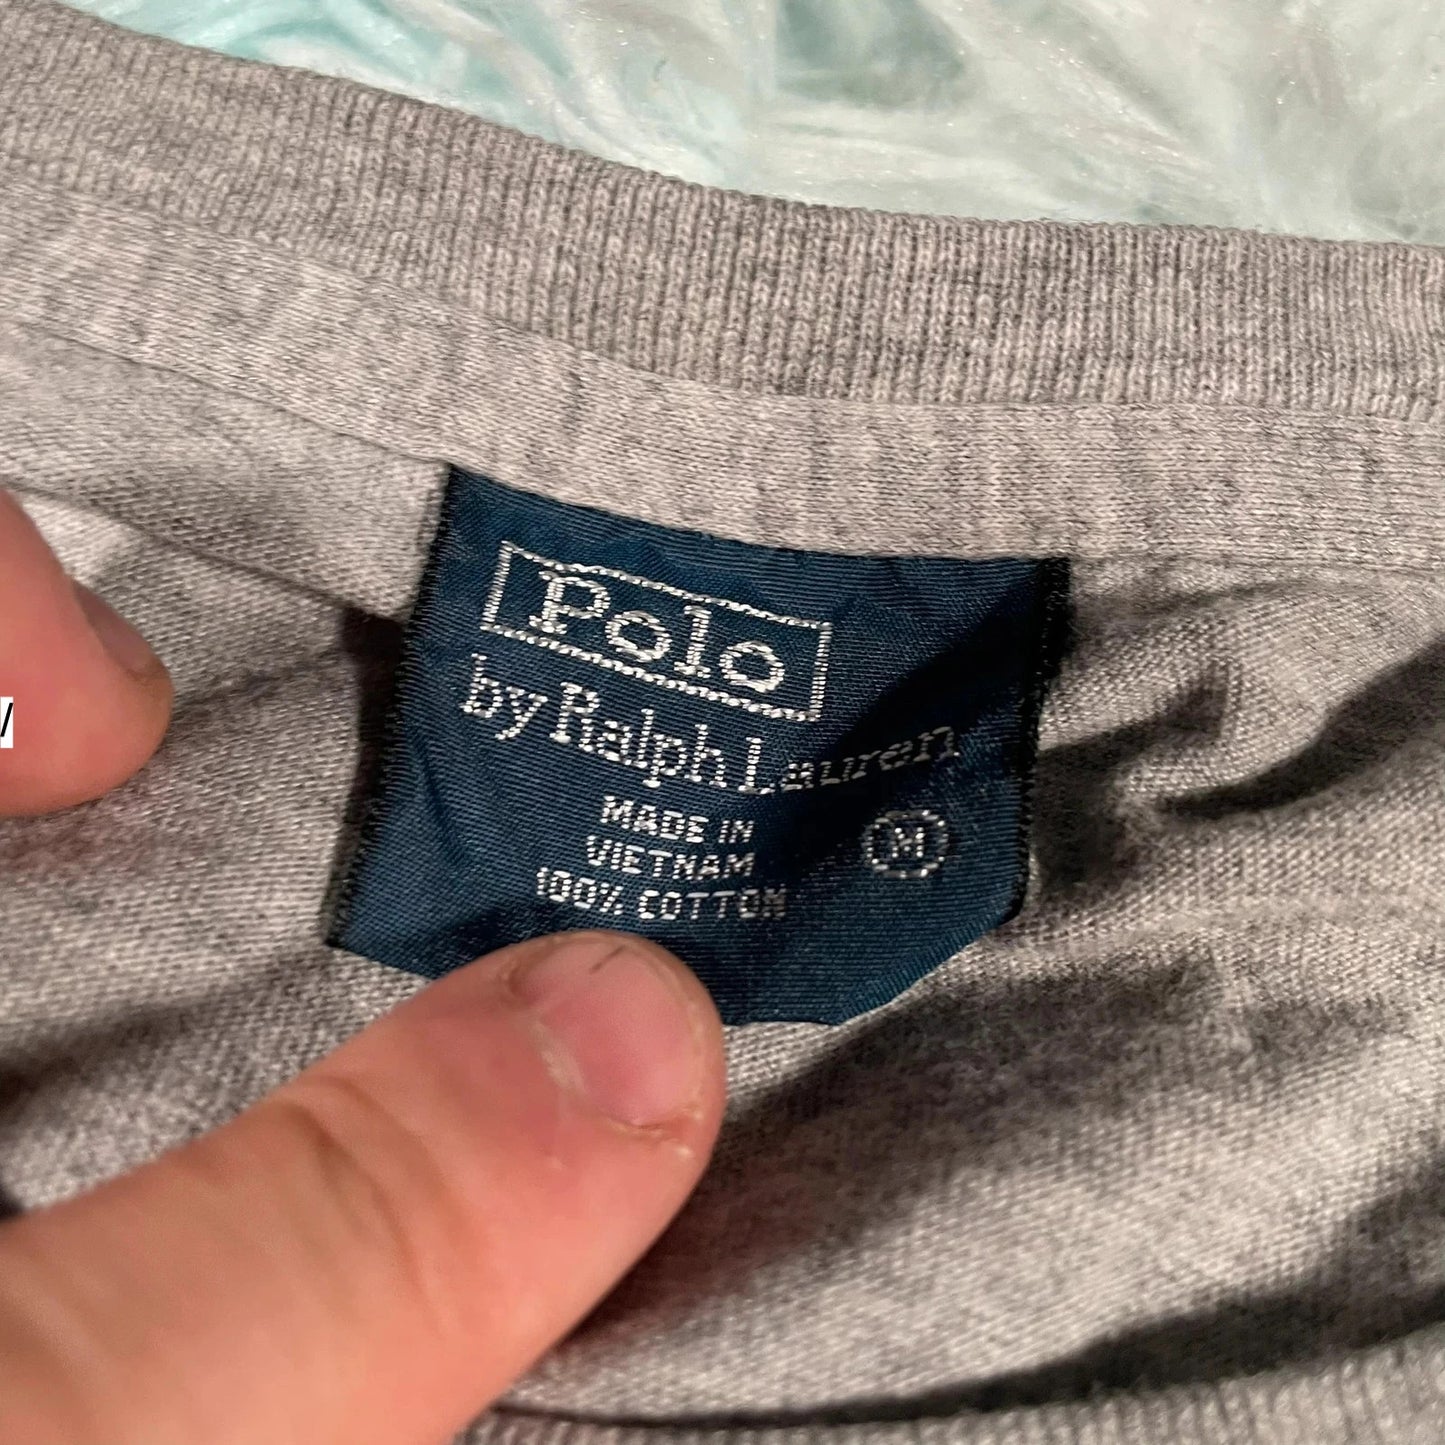 Polo
by Ralph Lauren
MADE IN
VIETNAM
100% COTTON
M
/